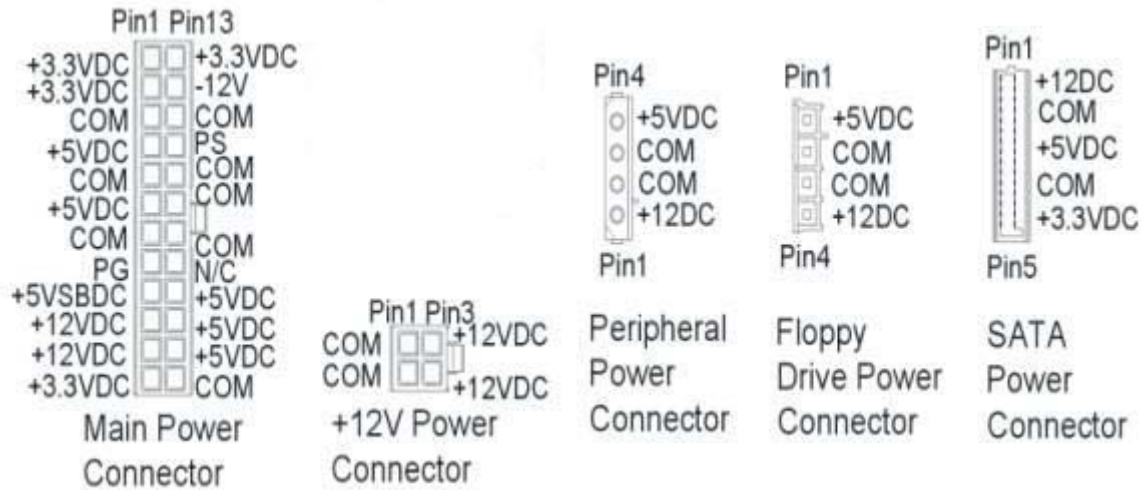 Pin1 Pin13
+3.3VDC +3.3VDC
+3.3VDC -12V
COM COM
+5VDC PS
COM COM
+5VDC COM
COM COM
PG N/C
+5VSBDC +5VDC
+12VDC +5VDC
+12VDC +5VDC
+3.3VDC COM
Main Power
Connector
Pin1 Pin3
COM +12VDC
COM +12VDC
+12V Power
Connector
Pin4
+5VDC
COM
COM
+12DC
Pin1
Peripheral
Power
Connector
Pin1
+5VDC
COM
COM
+12DC
Pin4
Floppy
Drive Power
Connector
Pin1
+12DC
COM
+5VDC
COM
+3.3VDC
Pin5
SATA
Power
Connector